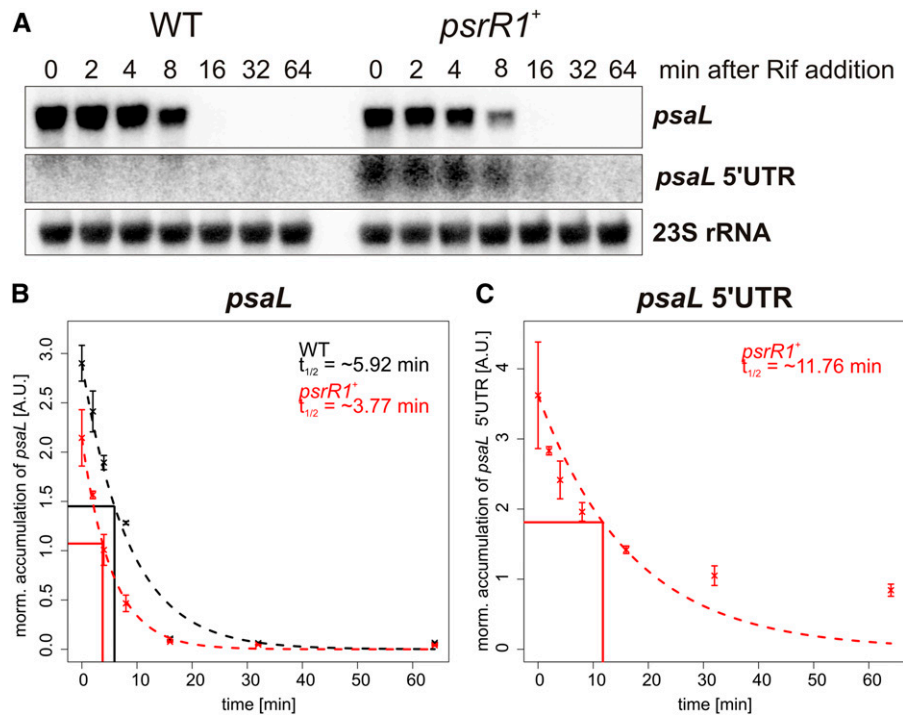 A
WT psrR1⁺
0 2 4 8 16 32 64 0 2 4 8 16 32 64 min after Rif addition
psaL
psaL 5'UTR
23S rRNA
B psaL
norm. accumulation of psaL [A.U.]
3.0
2.5
2.0
1.5
1.0
0.5
0.0
WT
t1/2 = ~5.92 min
psrR1⁺
t1/2 = ~3.77 min
0 10 20 30 40 50 60
time [min]
C psaL 5'UTR
norm. accumulation of psaL 5'UTR [A.U.]
4
3
2
1
0
psrR1⁺
t1/2 = ~11.76 min
0 10 20 30 40 50 60
time [min]